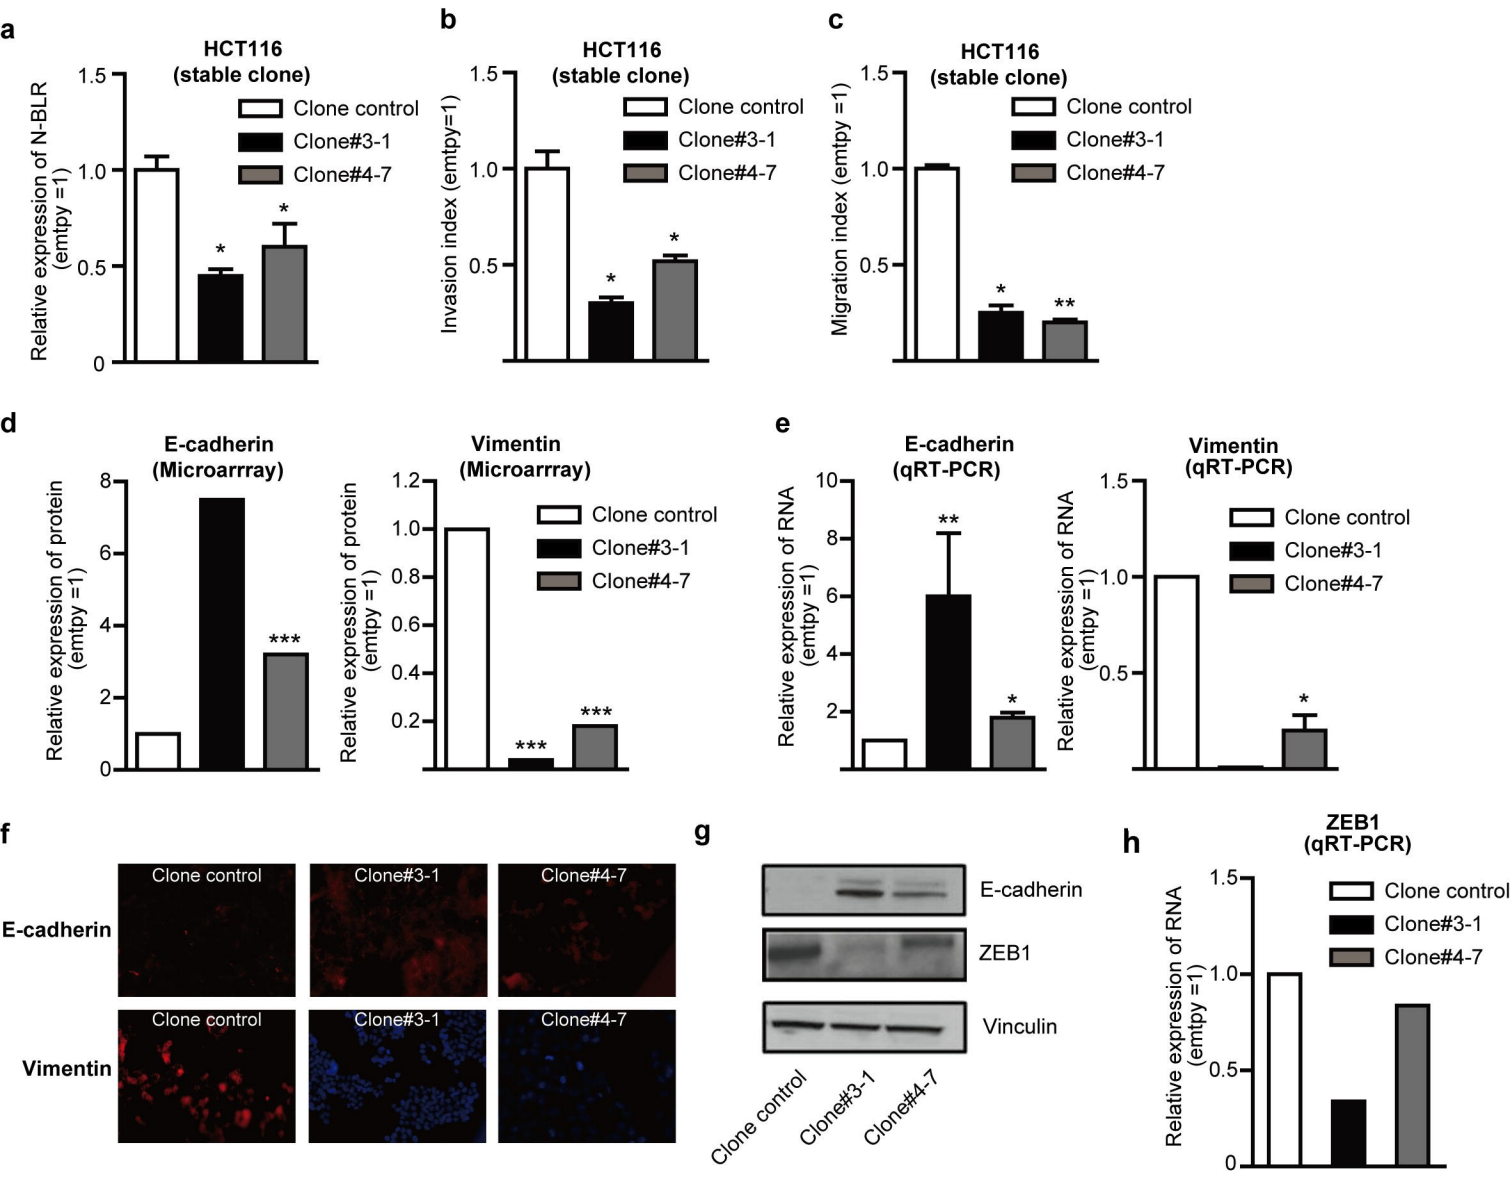 a
HCT116
(stable clone)
Relative expression of N-BLR
(emtpy =1)
1.5
1.0
0.5
0
Clone control
Clone#3-1
Clone#4-7
*
*
b
HCT116
(stable clone)
Invasion index (emtpy=1)
1.5
1.0
0.5
Clone control
Clone#3-1
Clone#4-7
*
*
c
HCT116
(stable clone)
Migration index (emtpy =1)
1.5
1.0
0.5
Clone control
Clone#3-1
Clone#4-7
*
**
d
E-cadherin
(Microarrray)
Relative expression of protein
(emtpy =1)
8
6
4
2
0
***
Vimentin
(Microarrray)
Relative expression of protein
(emtpy =1)
1.2
1.0
0.8
0.6
0.4
0.2
Clone control
Clone#3-1
Clone#4-7
***
***
e
E-cadherin
(qRT-PCR)
Relative expression of RNA
(emtpy =1)
10
8
6
4
2
**
*
Vimentin
(qRT-PCR)
Relative expression of RNA
(emtpy =1)
1.5
1.0
0.5
Clone control
Clone#3-1
Clone#4-7
*
f
E-cadherin
Clone control
Clone#3-1
Clone#4-7
Vimentin
Clone control
Clone#3-1
Clone#4-7
g
E-cadherin
ZEB1
Vinculin
Clone control
Clone#3-1
Clone#4-7
h
ZEB1
(qRT-PCR)
Relative expression of RNA
(emtpy =1)
1.5
1.0
0.5
0
Clone control
Clone#3-1
Clone#4-7